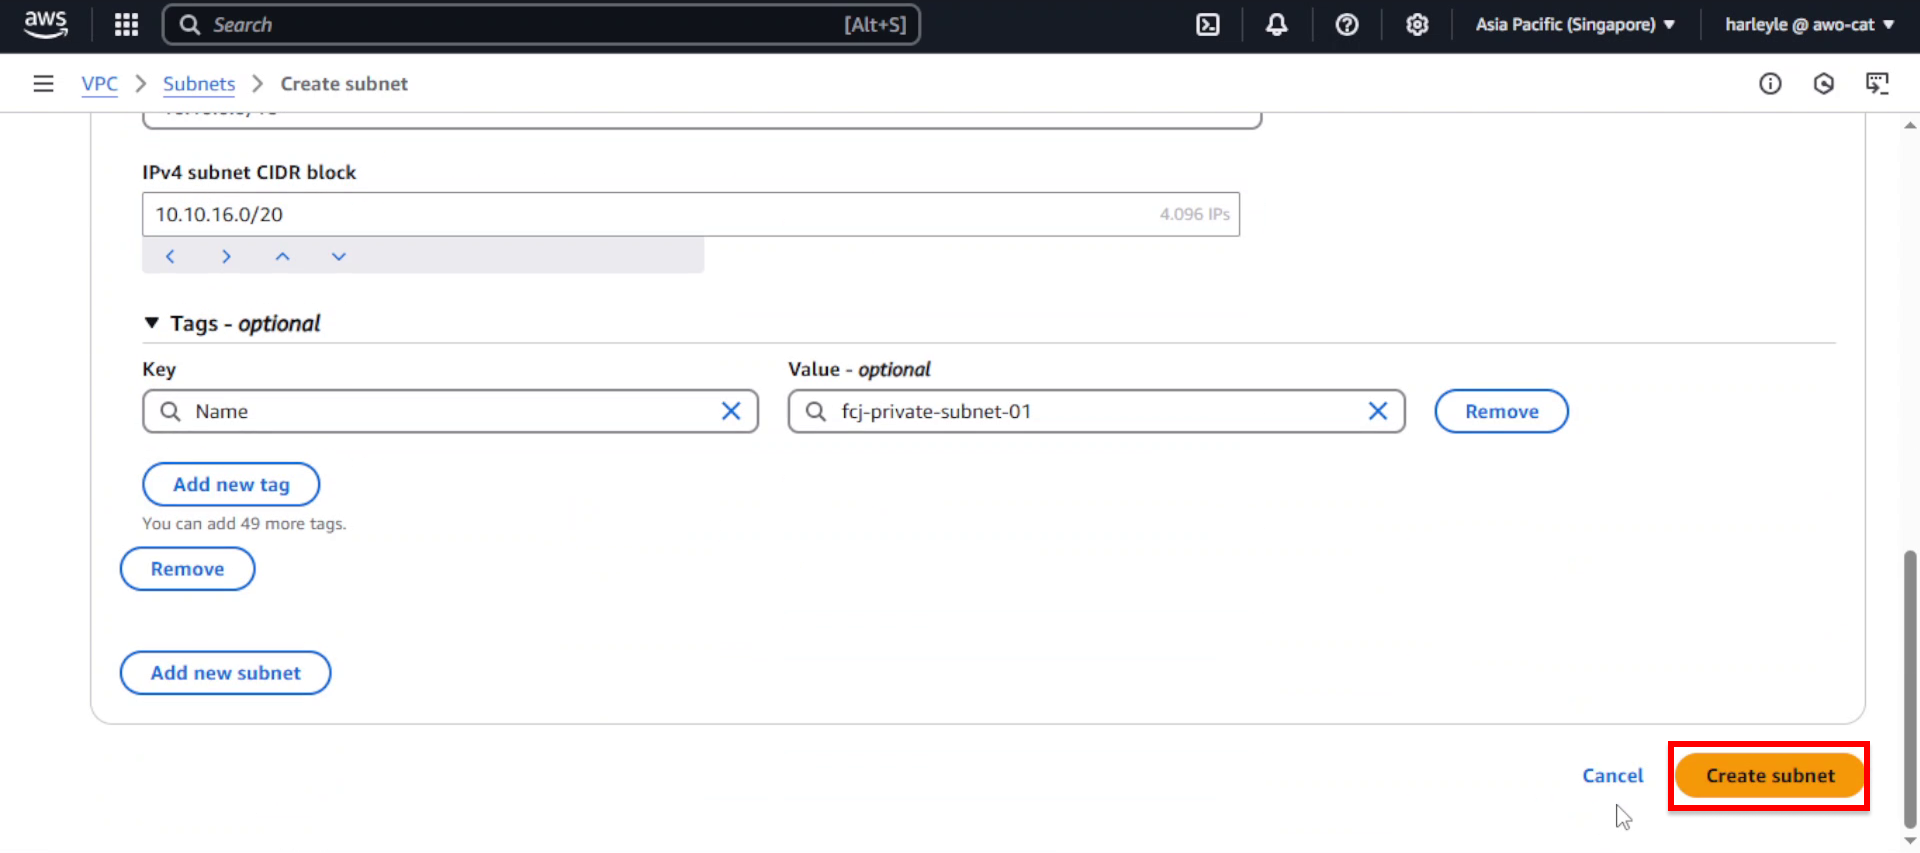 aws Search [Alt+S] Asia Pacific (Singapore) harleyle @ awo-cat
VPC Subnets Create subnet
IPv4 subnet CIDR block
10.10.16.0/20 4.096 IPs
Tags - optional
Key Value - optional
Name fcj-private-subnet-01 Remove
Add new tag
You can add 49 more tags.
Remove
Add new subnet
Cancel Create subnet